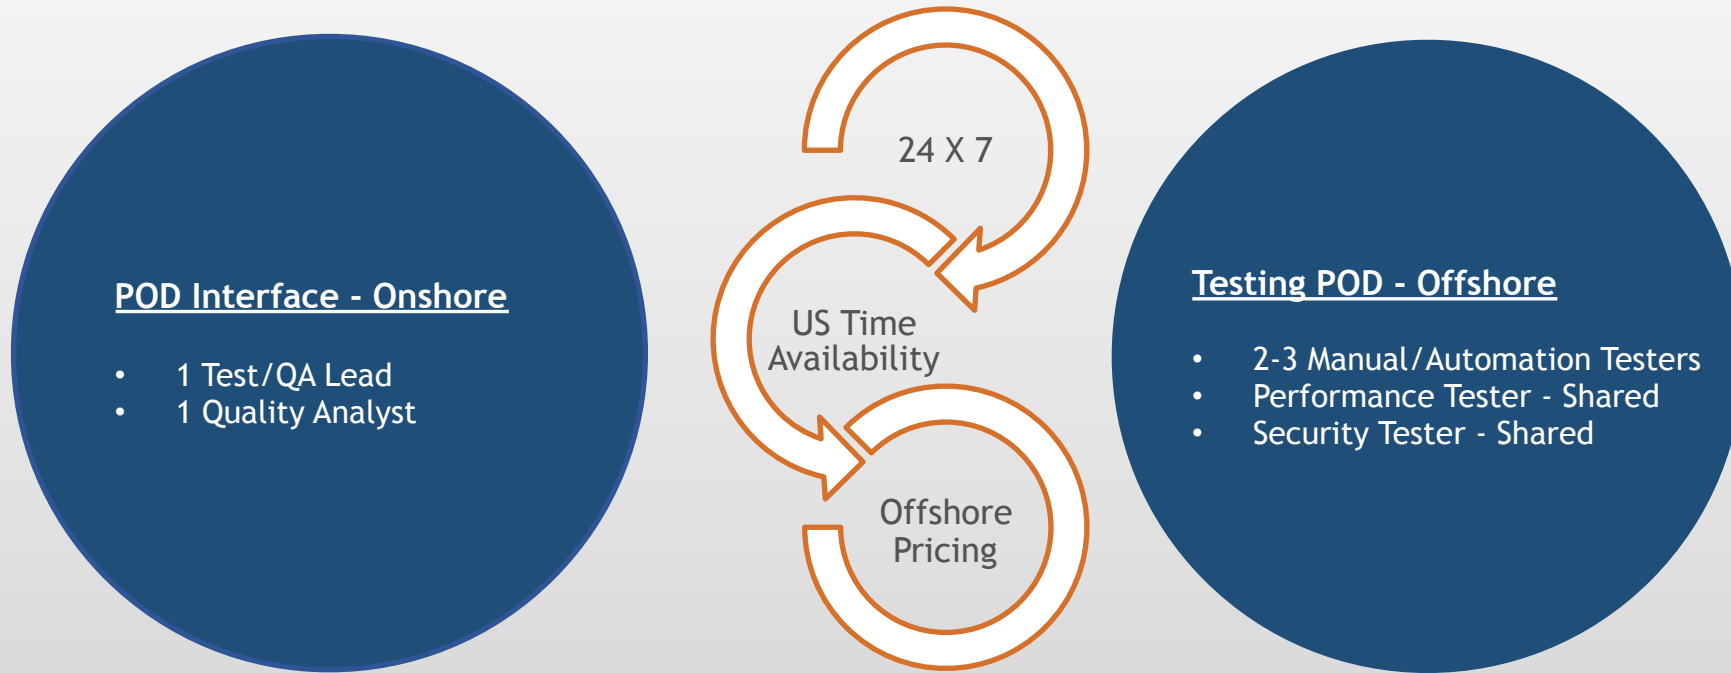 POD Interface - Onshore
• 1 Test/QA Lead
• 1 Quality Analyst
24 X 7
US Time
Availability
Offshore
Pricing
Testing POD - Offshore
• 2-3 Manual/Automation Testers
• Performance Tester - Shared
• Security Tester - Shared